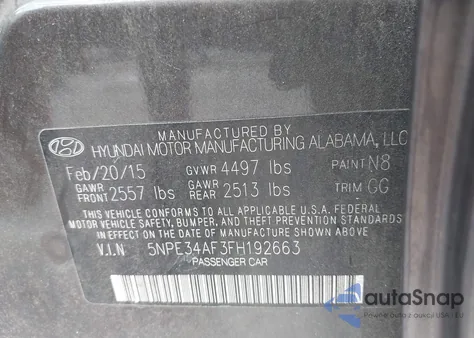 MANUFACTURED BY
HYUNDAI MOTOR MANUFACTURING ALABAMA, LLC
Feb/20/15 GVWR 4497 lbs PAINT N8
GAWR FRONT 2557 lbs GAWR REAR 2513 lbs TRIM GG
THIS VEHICLE CONFORMS TO ALL APPLICABLE U.S.A. FEDERAL
MOTOR VEHICLE SAFETY, BUMPER, AND THEFT PREVENTION STANDARDS
IN EFFECT ON THE DATE OF MANUFACTURE SHOWN ABOVE.
V.I.N 5NPE34AF3FH192663
PASSENGER CAR
autaSnap